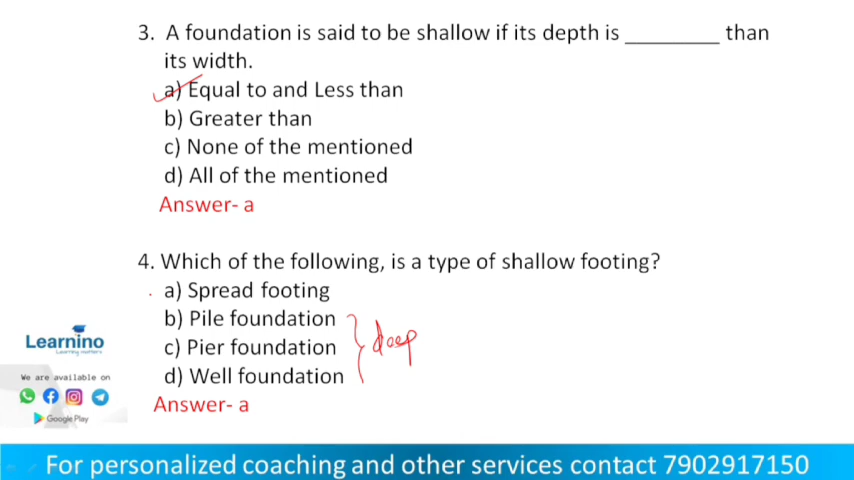 3. A foundation is said to be shallow if its depth is ________ than
its width.
a) Equal to and Less than
b) Greater than
c) None of the mentioned
d) All of the mentioned
Answer- a
4. Which of the following, is a type of shallow footing?
a) Spread footing
b) Pile foundation
c) Pier foundation
d) Well foundation
deep
Answer- a
Learnino
Learning matters
We are available on
Google Play
For personalized coaching and other services contact 7902917150